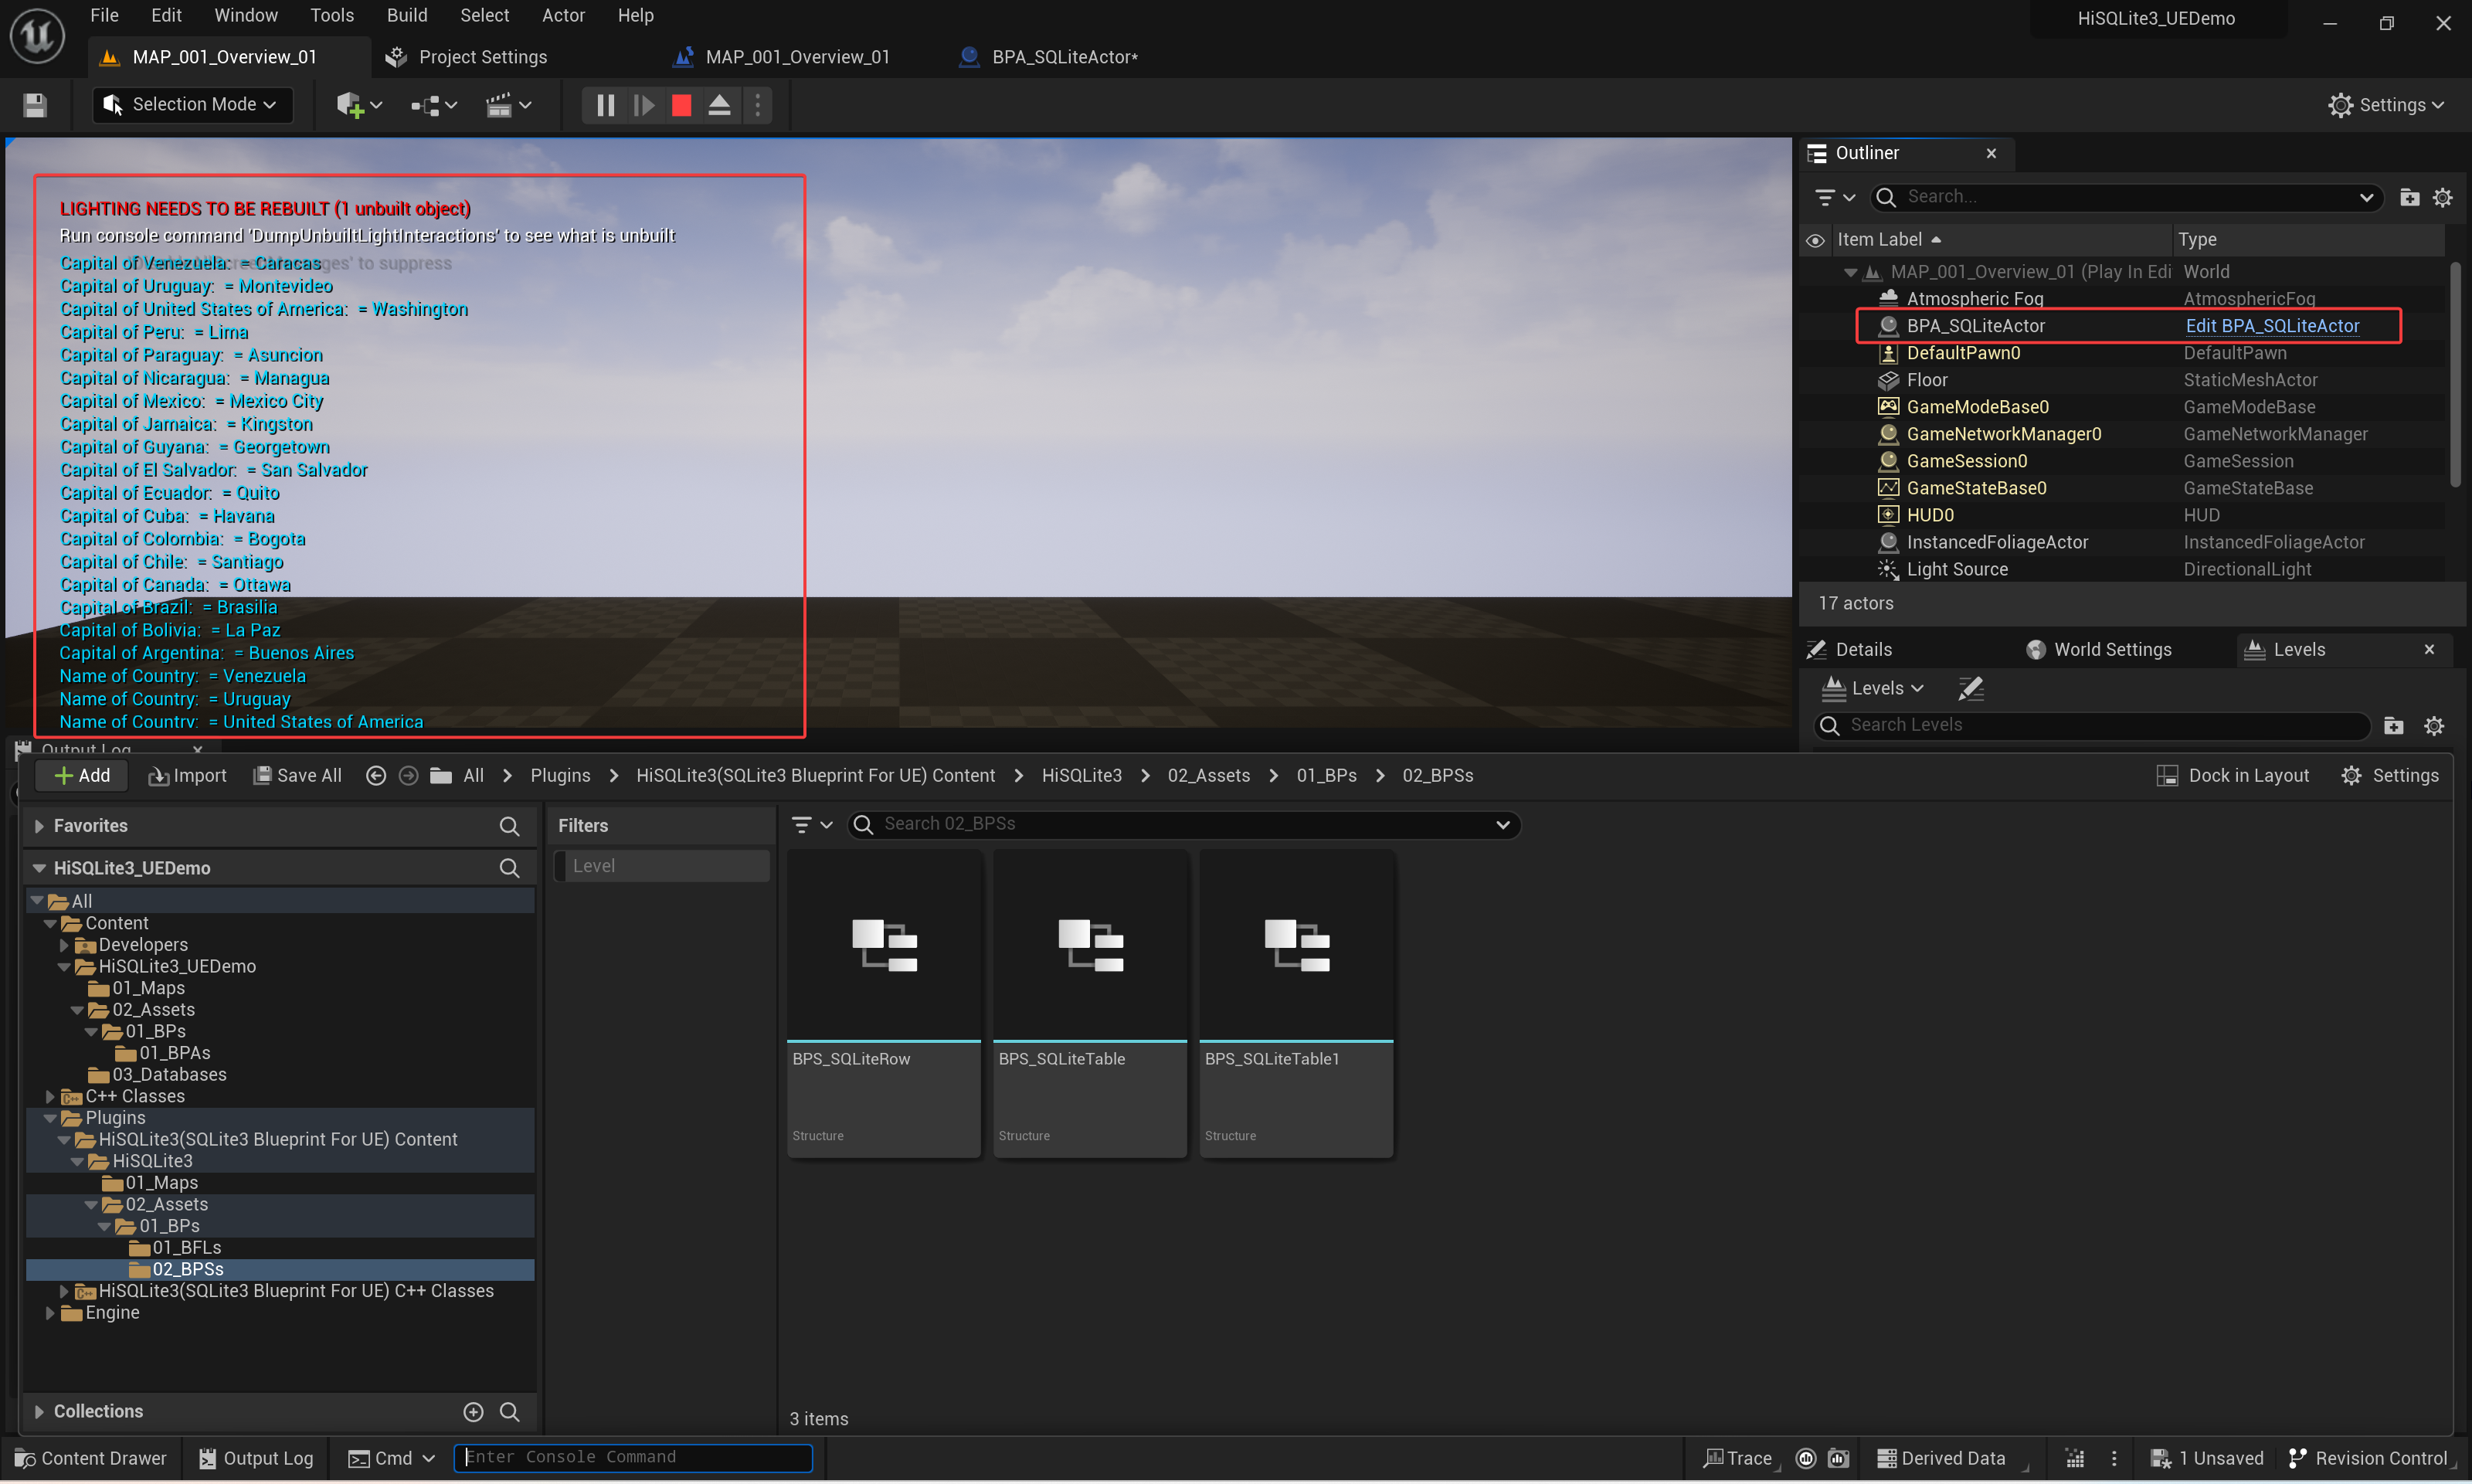 File Edit Window Tools Build Select Actor Help
HiSQLite3_UEDemo
MAP_001_Overview_01
Project Settings
MAP_001_Overview_01
BPA_SQLiteActor*
Selection Mode
Settings
LIGHTING NEEDS TO BE REBUILT (1 unbuilt object)
Run console command 'DumpUnbuiltLightInteractions' to see what is unbuilt
Capital of Venezuela: = Caracas
' to suppress
Capital of Uruguay: = Montevideo
Capital of United States of America: = Washington
Capital of Peru: = Lima
Capital of Paraguay: = Asuncion
Capital of Nicaragua: = Managua
Capital of Mexico: = Mexico City
Capital of Jamaica: = Kingston
Capital of Guyana: = Georgetown
Capital of El Salvador: = San Salvador
Capital of Ecuador: = Quito
Capital of Cuba: = Havana
Capital of Colombia: = Bogota
Capital of Chile: = Santiago
Capital of Canada: = Ottawa
Capital of Brazil: = Brasilia
Capital of Bolivia: = La Paz
Capital of Argentina: = Buenos Aires
Name of Country: = Venezuela
Name of Country: = Uruguay
Name of Country: = United States of America
Outliner
Search...
Item Label Type
MAP_001_Overview_01 (Play In Edi World
Atmospheric Fog AtmosphericFog
BPA_SQLiteActor Edit BPA_SQLiteActor
DefaultPawn0 DefaultPawn
Floor StaticMeshActor
GameModeBase0 GameModeBase
GameNetworkManager0 GameNetworkManager
GameSession0 GameSession
GameStateBase0 GameStateBase
HUD0 HUD
InstancedFoliageActor InstancedFoliageActor
Light Source DirectionalLight
17 actors
Details
World Settings
Levels
Levels
Search Levels
Output Log
Add Import Save All All Plugins HiSQLite3(SQLite3 Blueprint For UE) Content HiSQLite3 02_Assets 01_BPs 02_BPSs
Dock in Layout Settings
Favorites
HiSQLite3_UEDemo
All
Content
Developers
HiSQLite3_UEDemo
01_Maps
02_Assets
01_BPs
01_BPAs
03_Databases
C++ Classes
Plugins
HiSQLite3(SQLite3 Blueprint For UE) Content
HiSQLite3
01_Maps
02_Assets
01_BPs
01_BFLs
02_BPSs
HiSQLite3(SQLite3 Blueprint For UE) C++ Classes
Engine
Collections
Filters
Level
Search 02_BPSs
BPS_SQLiteRow
Structure
BPS_SQLiteTable
Structure
BPS_SQLiteTable1
Structure
3 items
Content Drawer Output Log Cmd Enter Console Command
Trace Derived Data 1 Unsaved Revision Control